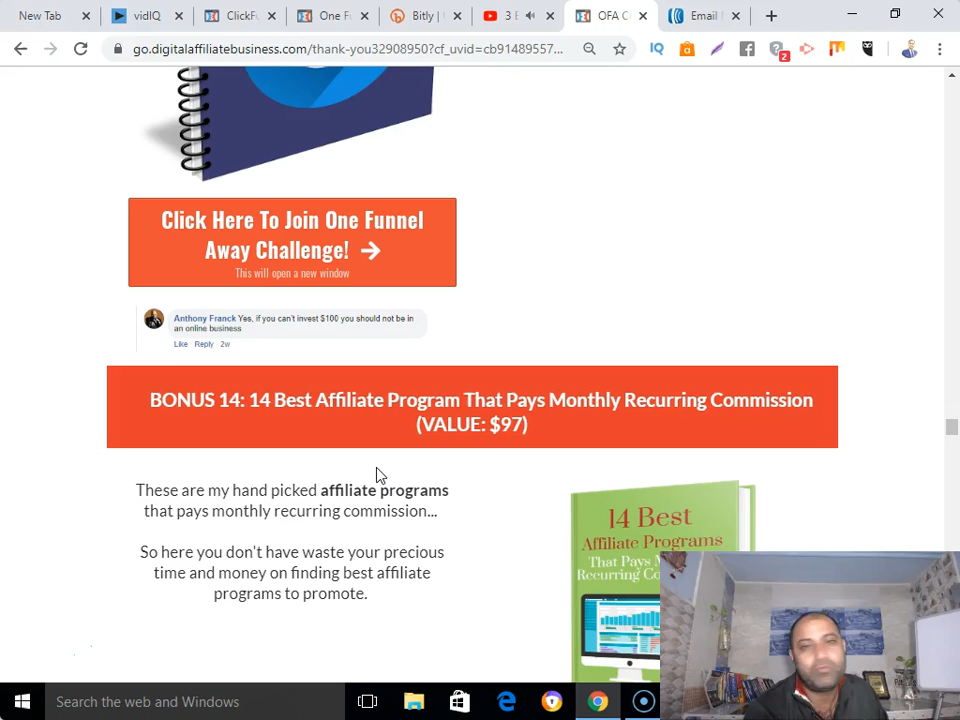 New Tab
vidIQ
ClickFu
One Fu
Bitly |
3 E
OFA C
Email
go.digitalaffiliatebusiness.com/thank-you32908950?cf_uvid=cb91489557...
IQ
2
Click Here To Join One Funnel
Away Challenge! →
This will open a new window
Anthony Franck Yes, if you can't invest $100 you should not be in
an online business
Like Reply 2w
BONUS 14: 14 Best Affiliate Program That Pays Monthly Recurring Commission
(VALUE: $97)
These are my hand picked affiliate programs
that pays monthly recurring commission...
So here you don't have waste your precious
time and money on finding best affiliate
programs to promote.
14 Best
Affiliate Programs
That Pays M
Recurring Co
Search the web and Windows